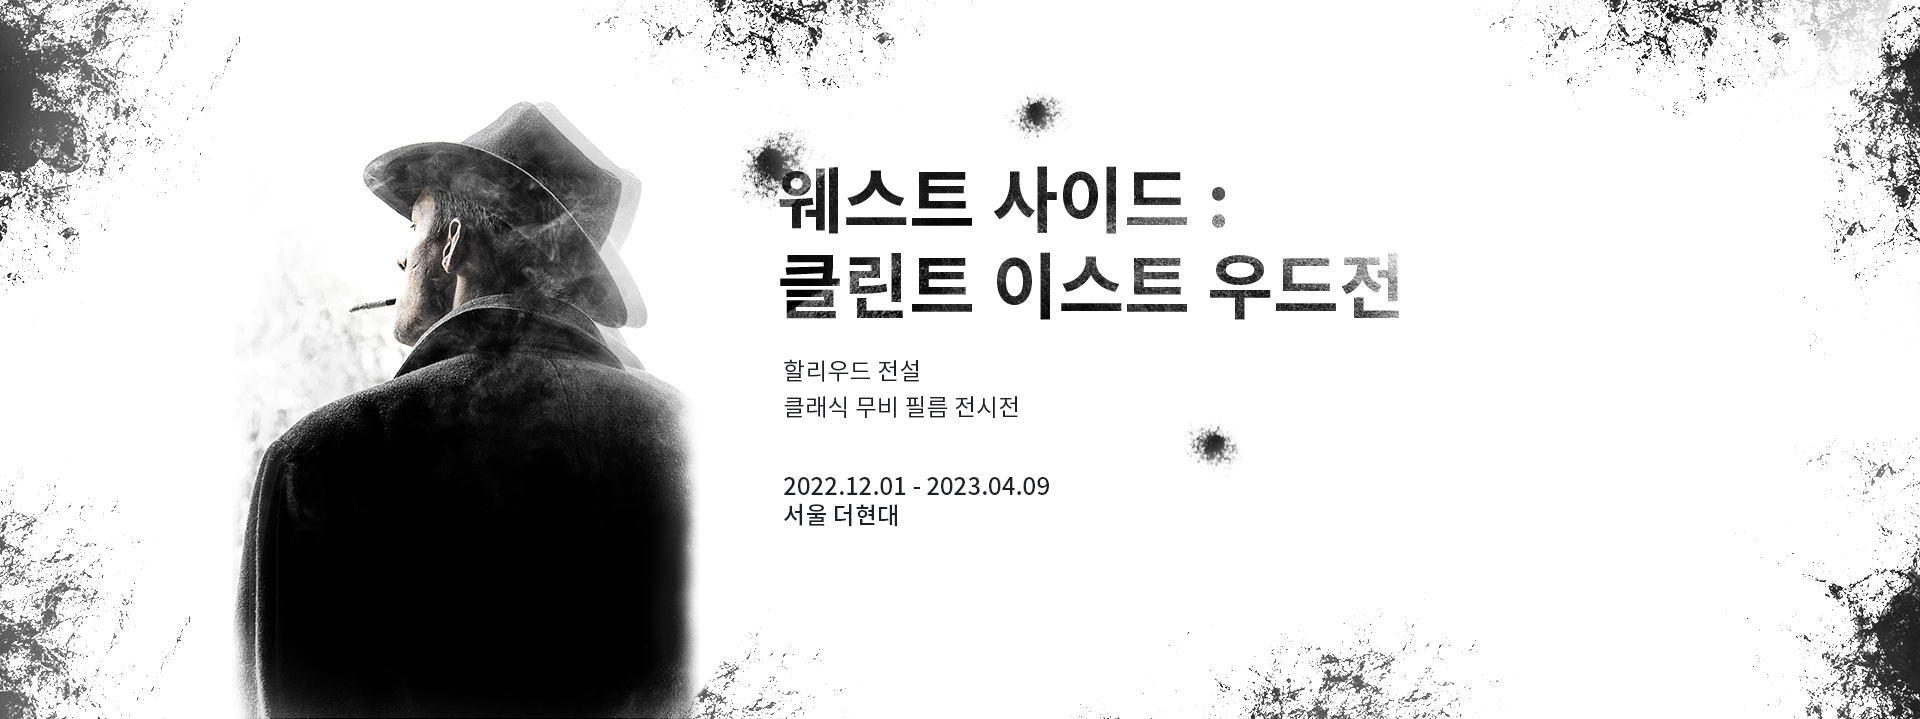 웨스트 사이드 :
클린트 이스트 우드전
할리우드 전설
클래식 무비 필름 전시전
2022.12.01 - 2023.04.09
서울 더현대